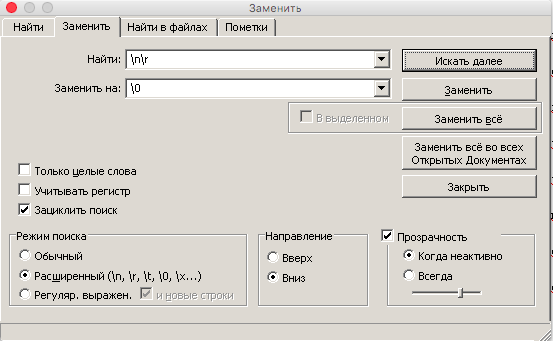 Заменить
Найти
Заменить
Найти в файлах
Пометки
Найти:
\n\r
Искать далее
Заменить на:
\0
Заменить
В выделенном
Заменить всё
Заменить всё во всех
Открытых Документах
Закрыть
Только целые слова
Учитывать регистр
Зациклить поиск
Режим поиска
Обычный
Расширенный (\n, \r, \t, \0, \x...)
Регуляр. выражен.
и новые строки
Направление
Вверх
Вниз
Прозрачность
Когда неактивно
Всегда